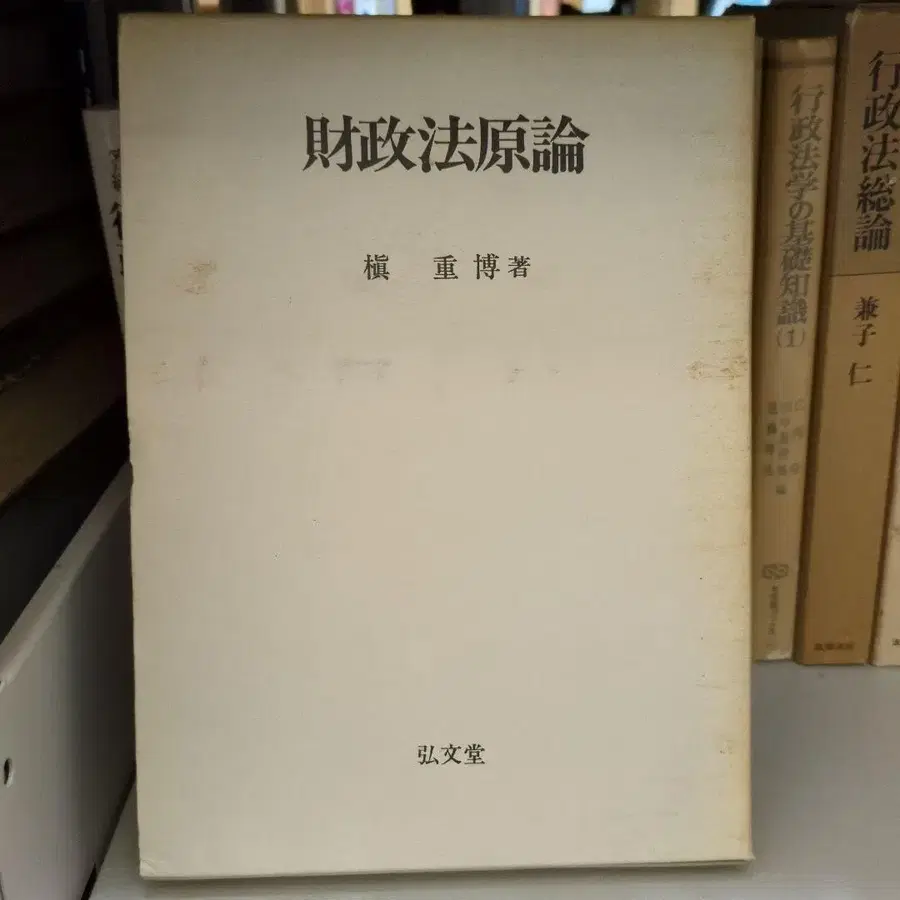 財政法原論
槇 重博著
弘文堂
行政法学の基礎知識(1)
行政法総論
兼子 仁